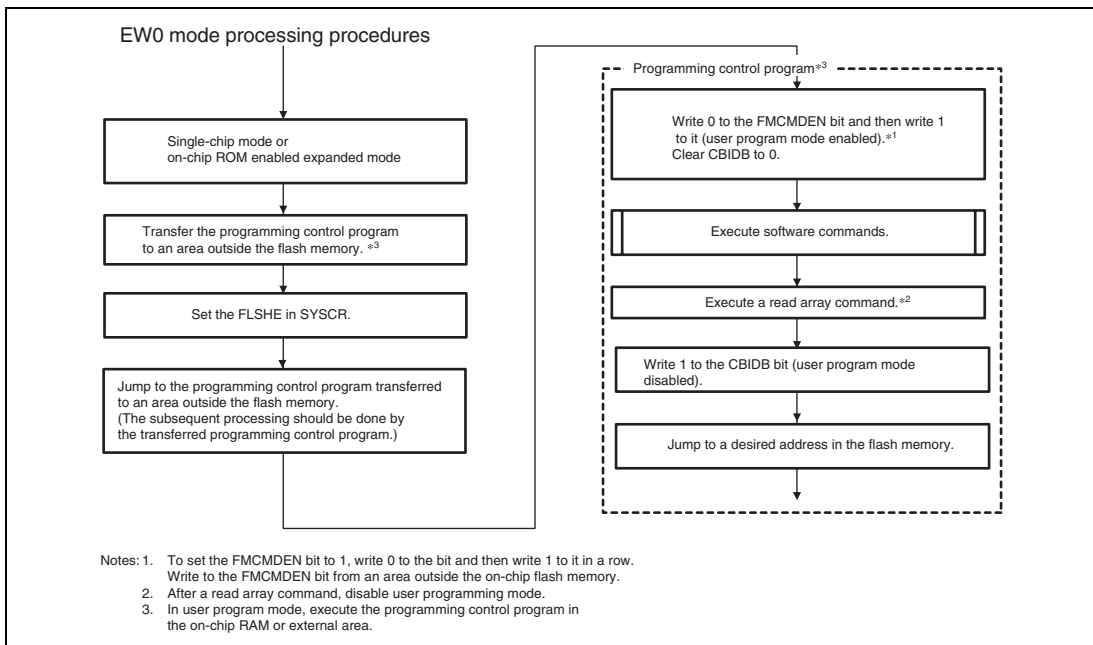 EW0 mode processing procedures
Single-chip mode or
on-chip ROM enabled expanded mode
Transfer the programming control program
to an area outside the flash memory. *3
Set the FLSHE in SYSCR.
Jump to the programming control program transferred
to an area outside the flash memory.
(The subsequent processing should be done by
the transferred programming control program.)
Programming control program*3
Write 0 to the FMCMDEN bit and then write 1
to it (user program mode enabled).*1
Clear CBIDB to 0.
Execute software commands.
Execute a read array command.*2
Write 1 to the CBIDB bit (user program mode
disabled).
Jump to a desired address in the flash memory.
Notes: 1. To set the FMCMDEN bit to 1, write 0 to the bit and then write 1 to it in a row.
Write to the FMCMDEN bit from an area outside the on-chip flash memory.
2. After a read array command, disable user programming mode.
3. In user program mode, execute the programming control program in
the on-chip RAM or external area.